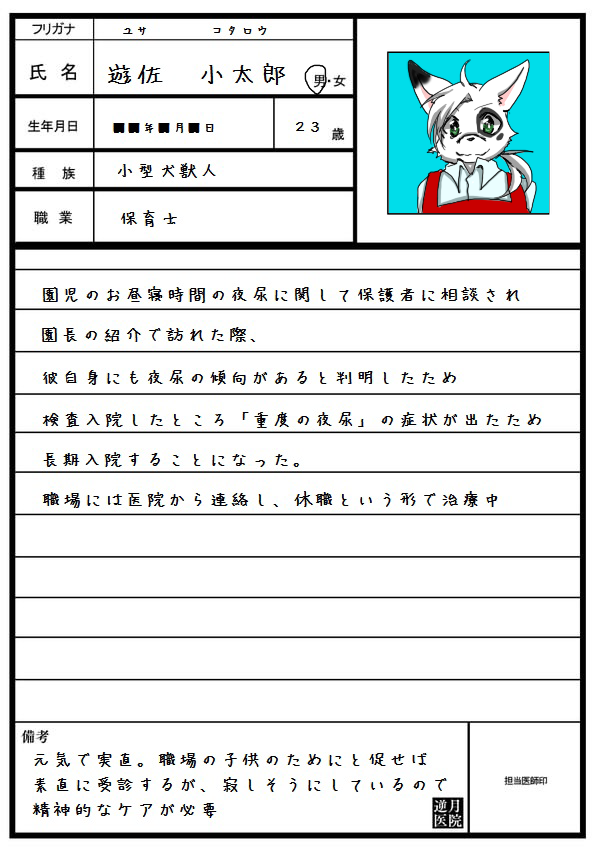 フリガナ ユサ コタロウ
氏名 遊佐 小太郎 男・女
生年月日 ■■年■月■日 23歳
種族 小型犬獣人
職業 保育士
園児のお昼寝時間の夜尿に関して保護者に相談され
園長の紹介で訪れた際、
彼自身にも夜尿の傾向があると判明したため
検査入院したところ「重度の夜尿」の症状が出たため
長期入院することになった。
職場には医院から連絡し、休職という形で治療中
備考
元気で実直。職場の子供のためにと促せば
素直に受診するが、寂しそうにしているので
精神的なケアが必要
逆月
医院
担当医師印